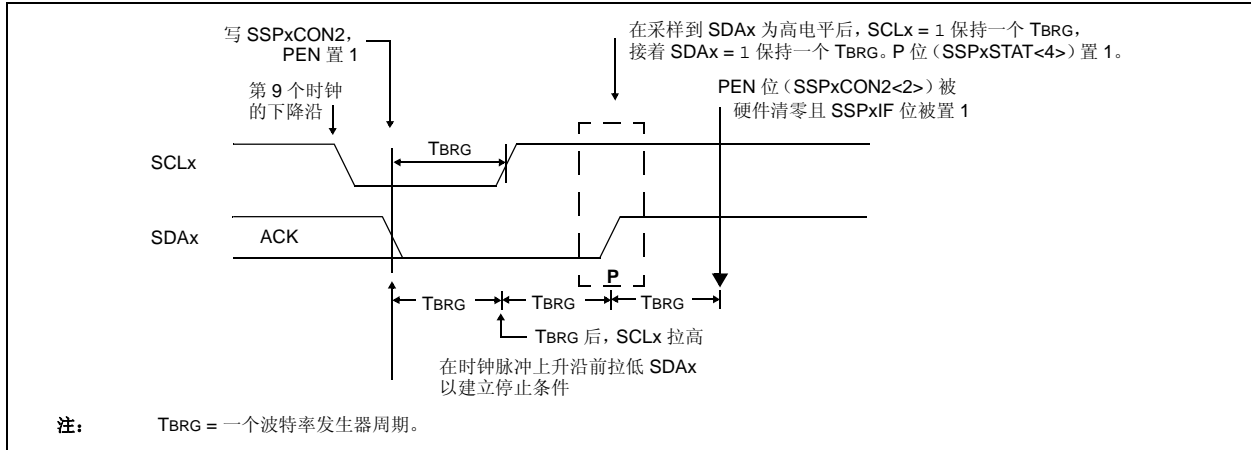 写 SSPxCON2，
PEN 置 1
在采样到 SDAx 为高电平后，SCLx = 1 保持一个 TBRG，
接着 SDAx = 1 保持一个 TBRG。P 位（SSPxSTAT<4>）置 1。
第 9 个时钟
的下降沿
PEN 位（SSPxCON2<2>）被
硬件清零且 SSPxIF 位被置 1
TBRG
SCLx
SDAx
ACK
P
TBRG
TBRG
TBRG
TBRG 后，SCLx 拉高
在时钟脉冲上升沿前拉低 SDAx
以建立停止条件
注： TBRG = 一个波特率发生器周期。